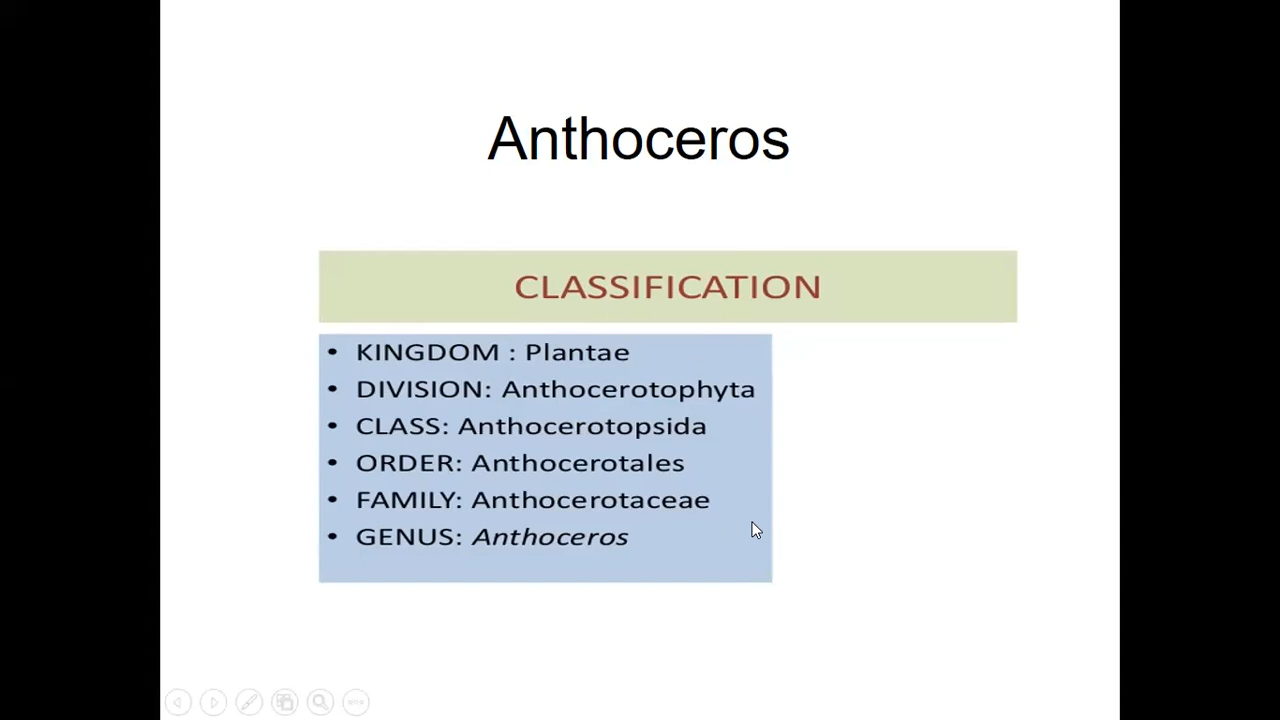 Anthoceros
CLASSIFICATION
• KINGDOM : Plantae
• DIVISION: Anthocerotophyta
• CLASS: Anthocerotopsida
• ORDER: Anthocerotales
• FAMILY: Anthocerotaceae
• GENUS: Anthoceros